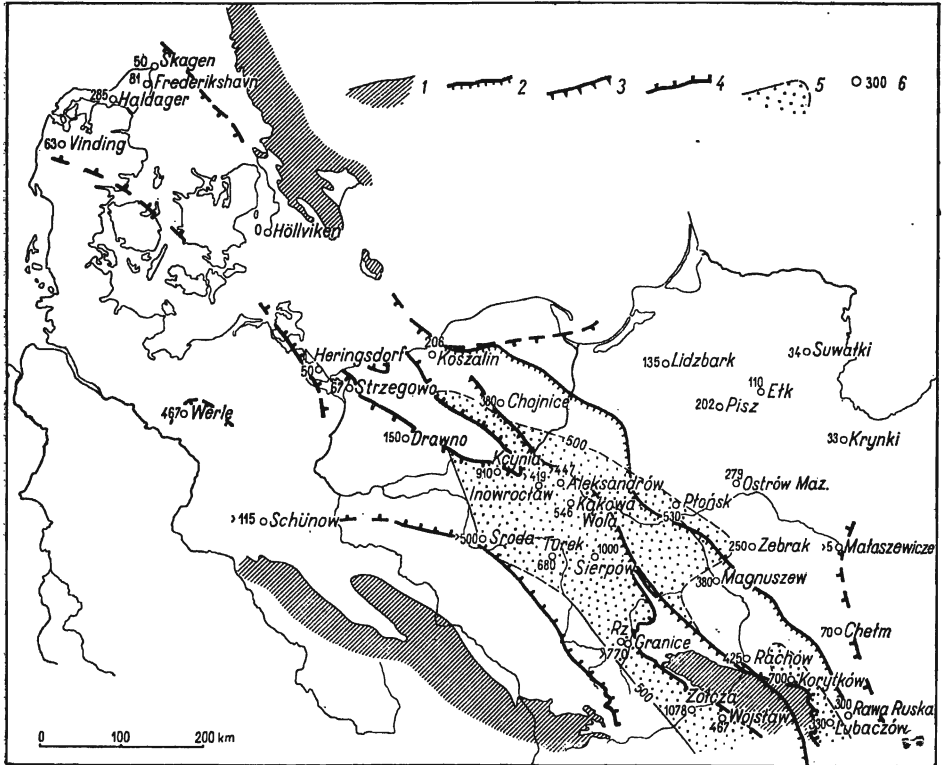 50 Skagen
81 Frederikshavn
285 Haldager
1 2 3 4 5 300 6
63 Vinding
0 Höllviken
206
Koszalin
135 Lidzbark
34 Suwałki
Heringsdorf
50
67 Strzegowo
380 Chojnice
110
Ełk
202 Pisz
467 Werle
150 Drawno
500
33 Krynki
Kcynia
910
419
447
Aleksandrów
Inowrocław
279
Ostrów Maz.
546
Kąkowa
Wola
Płońsk
530
>115 Schünow
>500 Środa
Turek
680
1000
Sierpów
250 Żebrak
>5 Małaszewicze
380 Magnuszew
Rz.
Granice
>770
70 Chełm
425 Rachów
700 Korytków
500
Zółcza
1078
467 Wojsław
300
Rawa Ruska
130
Lubaczów
0 100 200 km